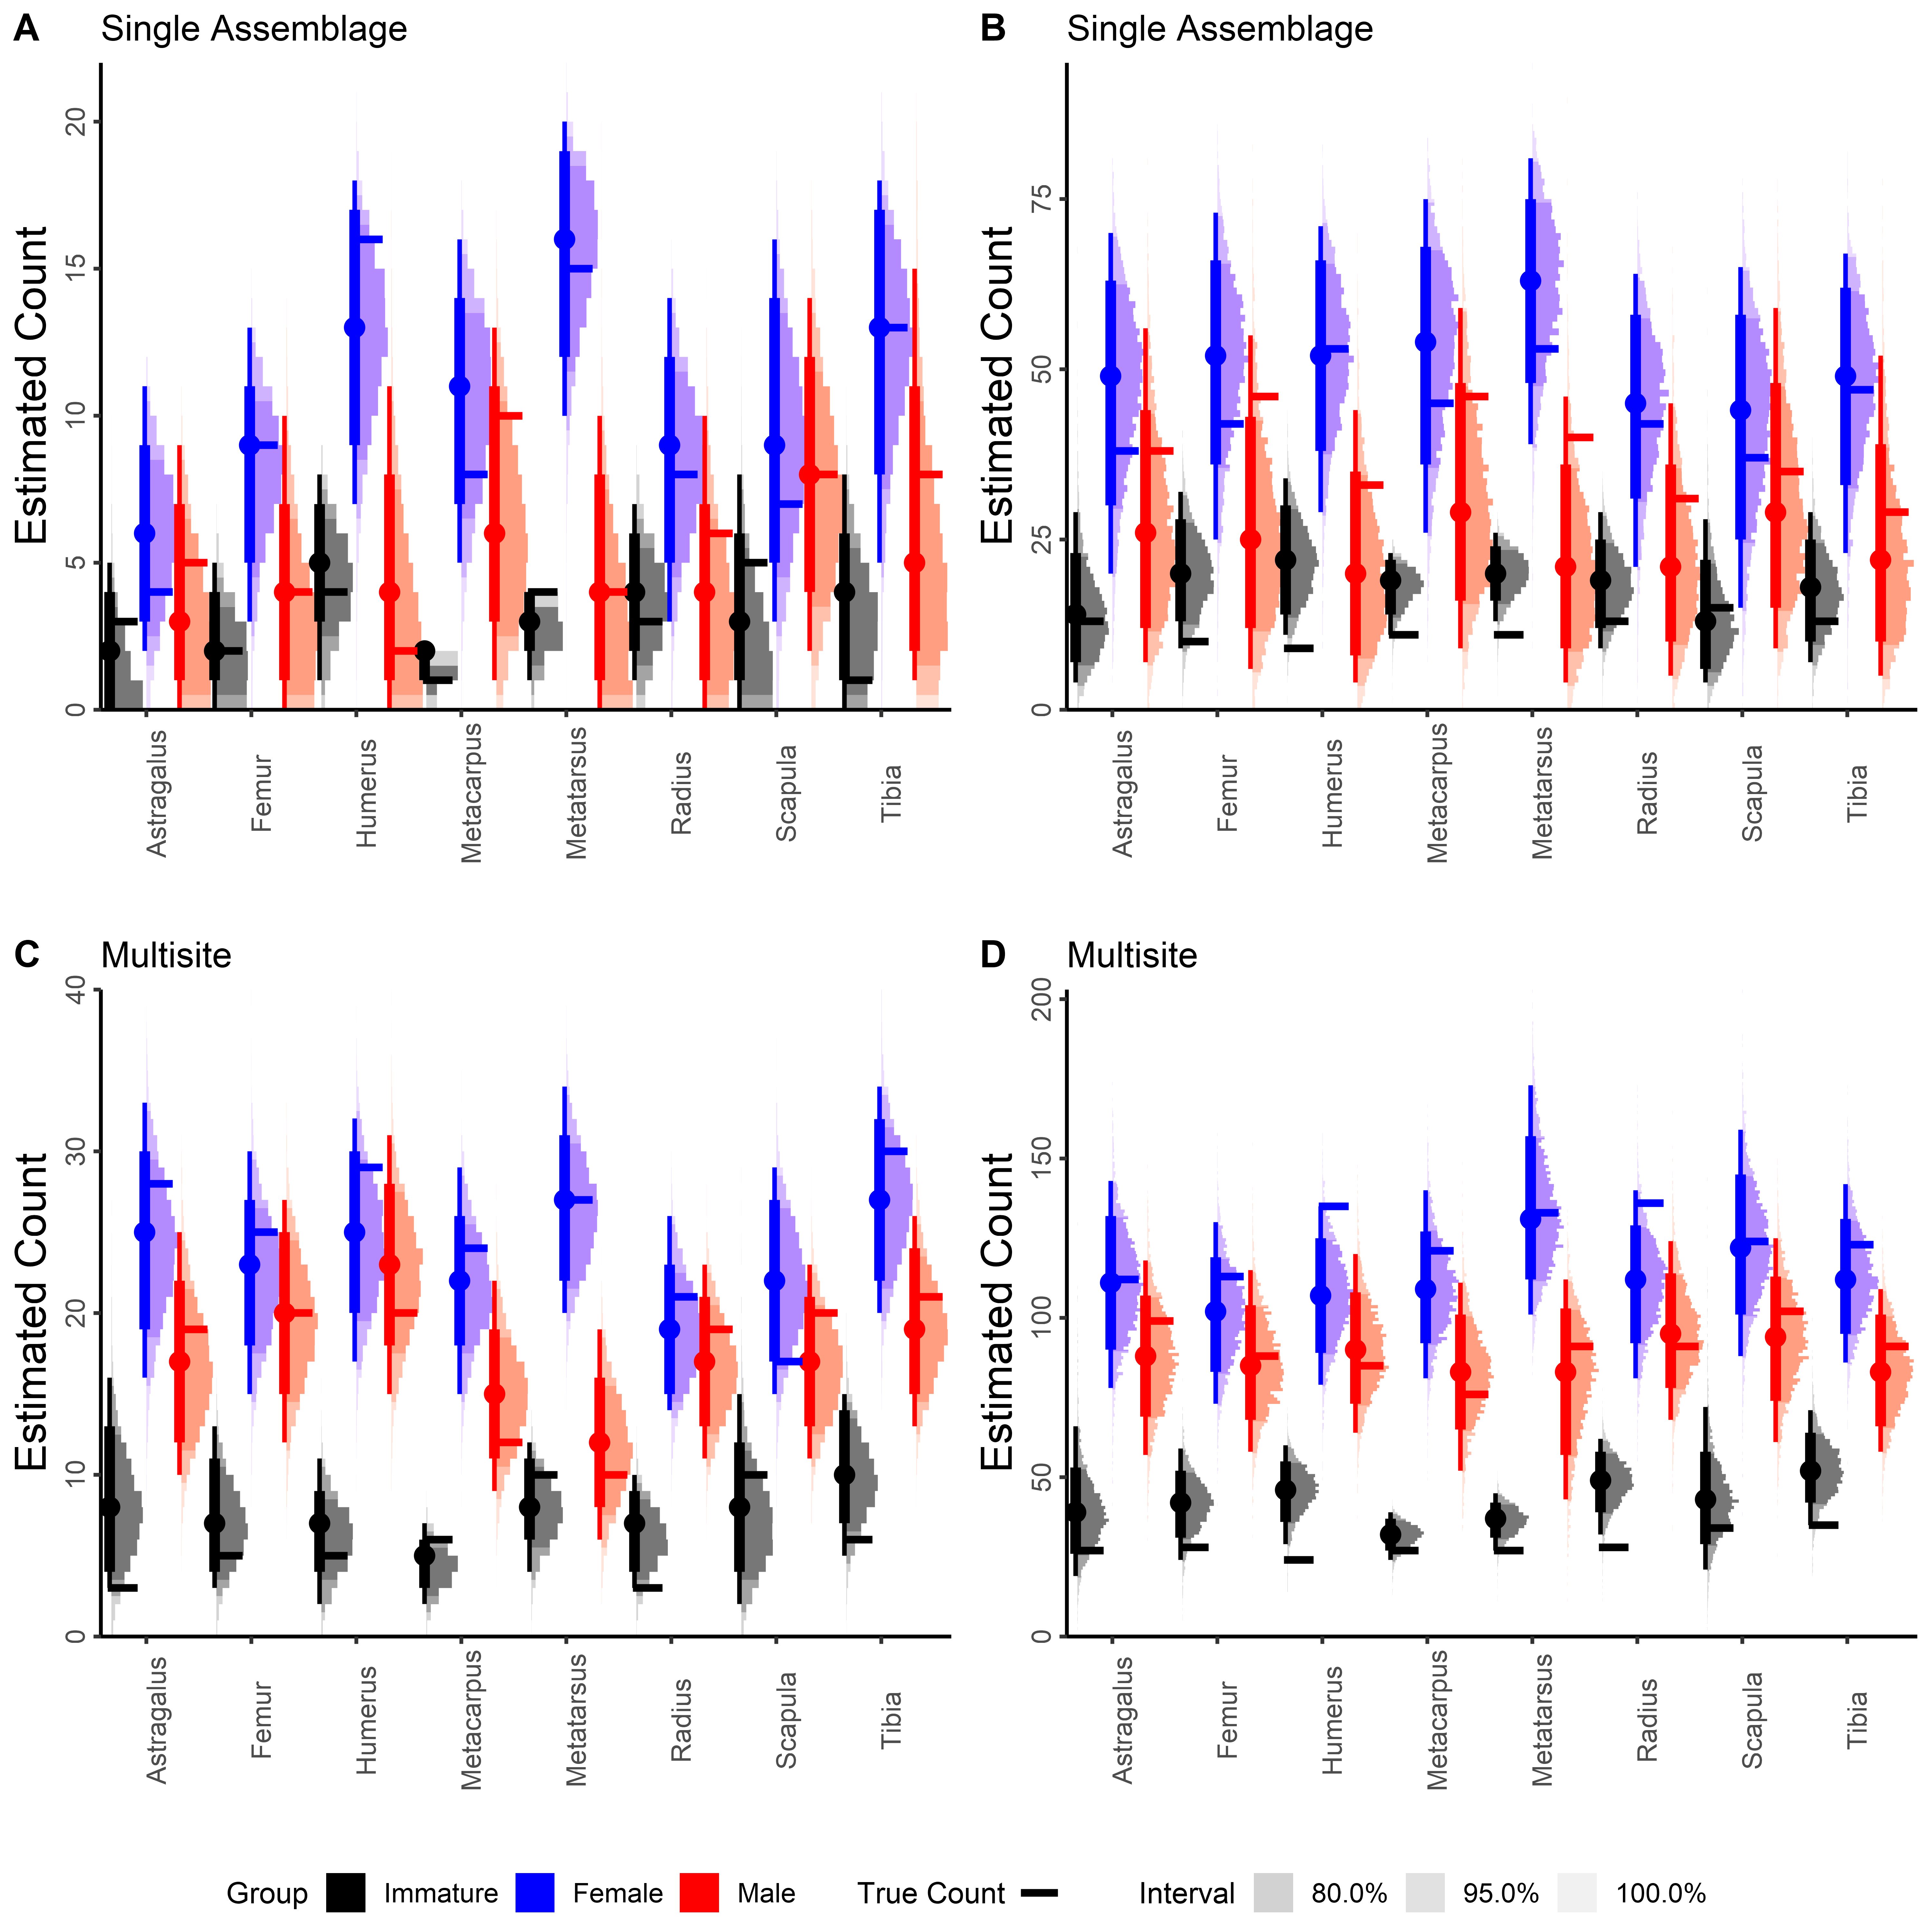 A Single Assemblage
Estimated Count
20
15
10
5
0
Astragalus
Femur
Humerus
Metacarpus
Metatarsus
Radius
Scapula
Tibia
B Single Assemblage
Estimated Count
75
50
25
0
Astragalus
Femur
Humerus
Metacarpus
Metatarsus
Radius
Scapula
Tibia
C Multisite
Estimated Count
40
30
20
10
0
Astragalus
Femur
Humerus
Metacarpus
Metatarsus
Radius
Scapula
Tibia
D Multisite
Estimated Count
200
150
100
50
0
Astragalus
Femur
Humerus
Metacarpus
Metatarsus
Radius
Scapula
Tibia
Group Immature Female Male True Count Interval 80.0% 95.0% 100.0%